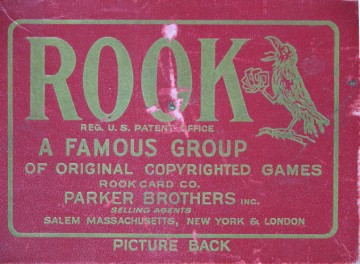 ROOK
REG. U.S. PATENT OFFICE
A FAMOUS GROUP
OF ORIGINAL COPYRIGHTED GAMES
ROOK CARD CO.
PARKER BROTHERS INC.
SELLING AGENTS
SALEM MASSACHUSETTS, NEW YORK & LONDON
PICTURE BACK